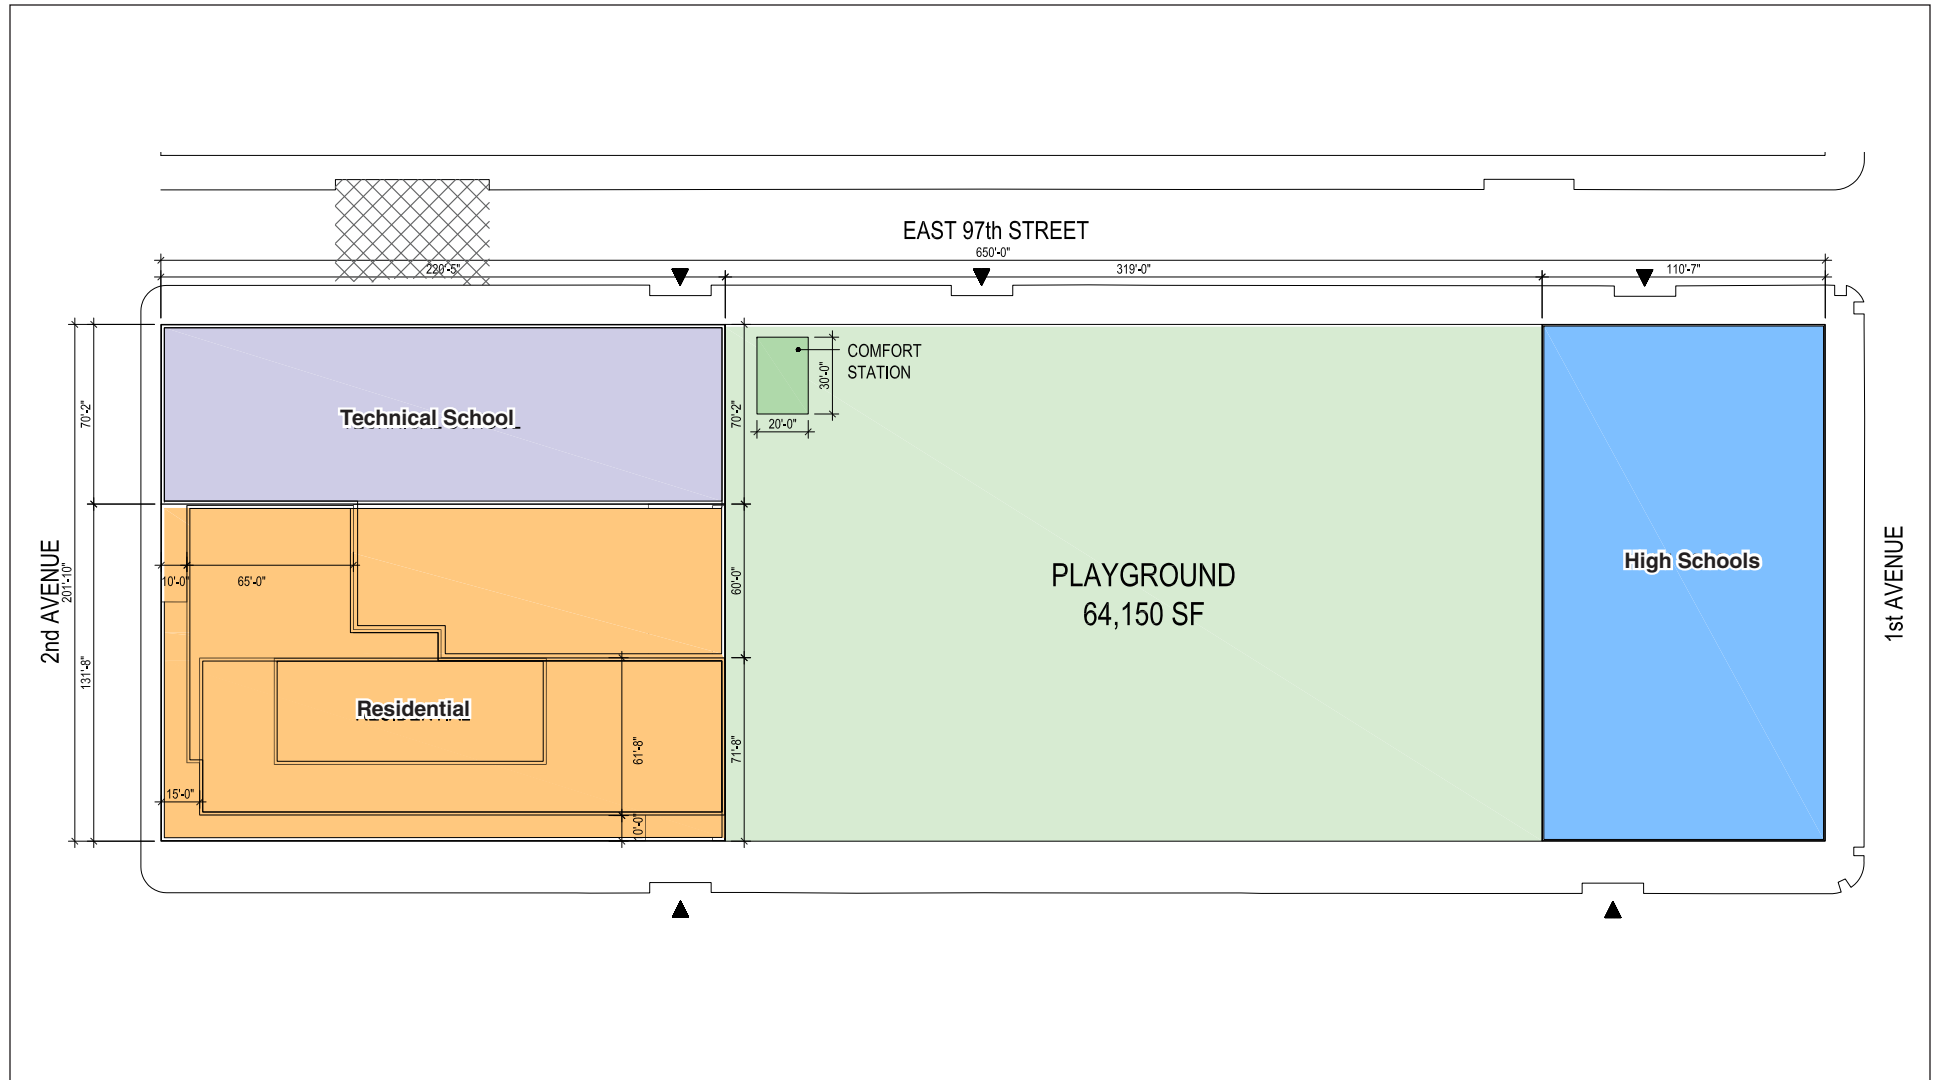 EAST 97th STREET
650'-0"
220'-5"
319'-0"
110'-7"
COMFORT
STATION
30'-0"
20'-0"
70'-2"
70'-2"
Technical School
2nd AVENUE
201'-10"
131'-8"
10'-0"
65'-0"
60'-0"
PLAYGROUND
64,150 SF
High Schools
1st AVENUE
Residential
61'-8"
71'-8"
15'-0"